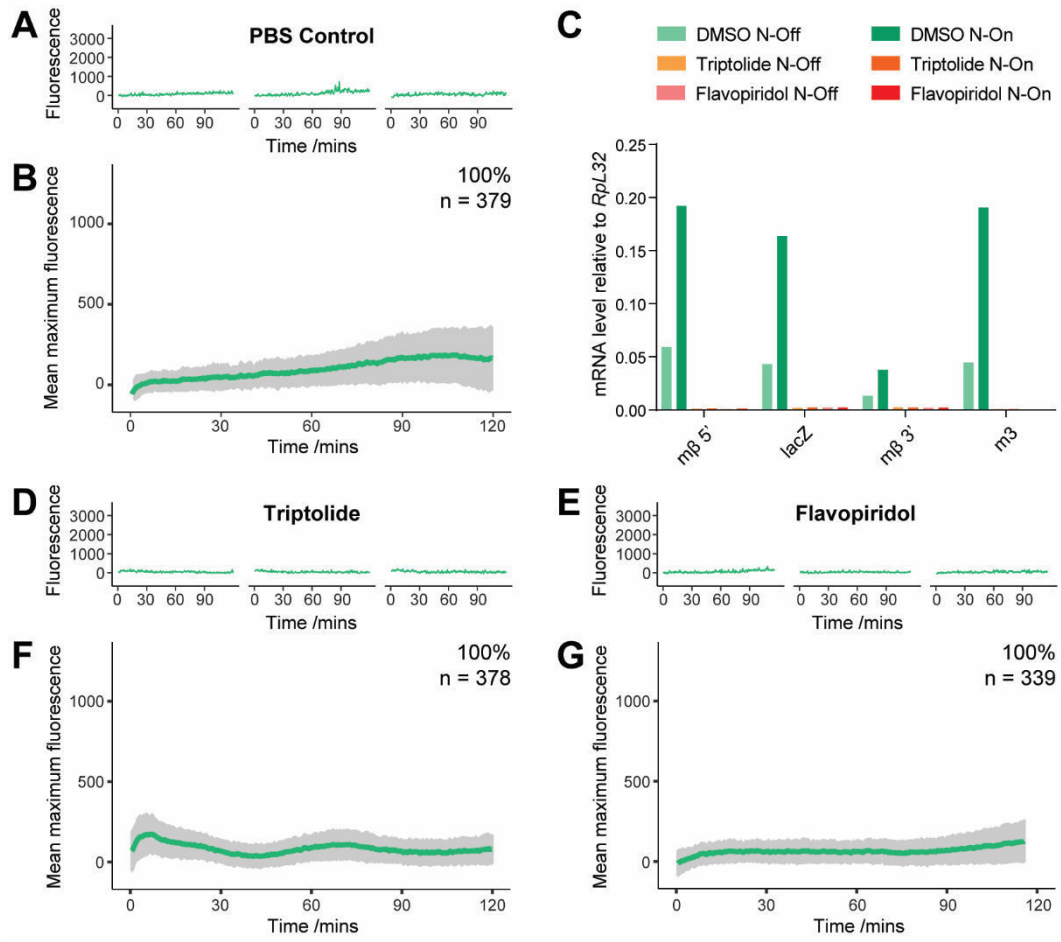 A
PBS Control
Fluorescence
3000
2000
1000
0
0 30 60 90 0 30 60 90 0 30 60 90
Time /mins
B
100%
n = 379
Mean maximum fluorescence
1000
500
0
0 30 60 90 120
Time /mins
C
DMSO N-Off DMSO N-On
Triptolide N-Off Triptolide N-On
Flavopiridol N-Off Flavopiridol N-On
mRNA level relative to RpL32
0.25
0.20
0.15
0.10
0.05
0.00
mβ 5' lacZ mβ 3' m3
D
Triptolide
Fluorescence
3000
2000
1000
0
0 30 60 90 0 30 60 90 0 30 60 90
Time /mins
E
Flavopiridol
Fluorescence
3000
2000
1000
0
0 30 60 90 0 30 60 90 0 30 60 90
Time /mins
F
100%
n = 378
Mean maximum fluorescence
1000
500
0
0 30 60 90 120
Time /mins
G
100%
n = 339
Mean maximum fluorescence
1000
500
0
0 30 60 90 120
Time /mins